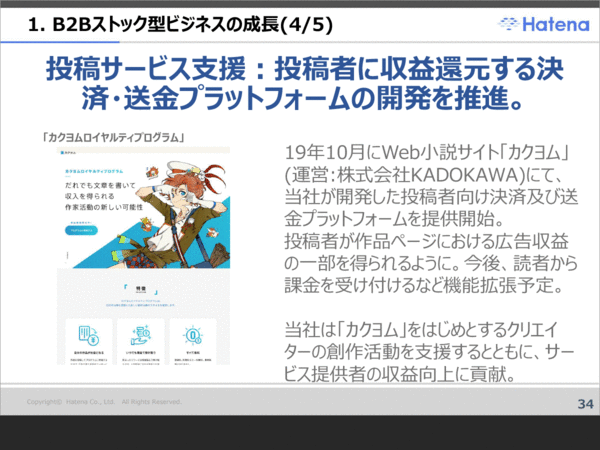 1. B2Bストック型ビジネスの成長(4/5)
Hatena
投稿サービス支援：投稿者に収益還元する決
済・送金プラットフォームの開発を推進。
「カクヨムロイヤルティプログラム」
カクヨムロイヤルティプログラム
だれでも文章を書いて
収入を得られる
作家活動の新しい可能性
19年10月にWeb小説サイト「カクヨム」
(運営:株式会社KADOKAWA)にて、
当社が開発した投稿者向け決済及び送
金プラットフォームを提供開始。
投稿者が作品ページにおける広告収益
の一部を得られるように。今後、読者から
課金を受け付けるなど機能拡張予定。
特徴
当社は「カクヨム」をはじめとするクリエイ
ターの創作活動を支援するとともに、サー
ビス提供者の収益向上に貢献。
Copyright© Hatena Co., Ltd. All Rights Reserved.
34